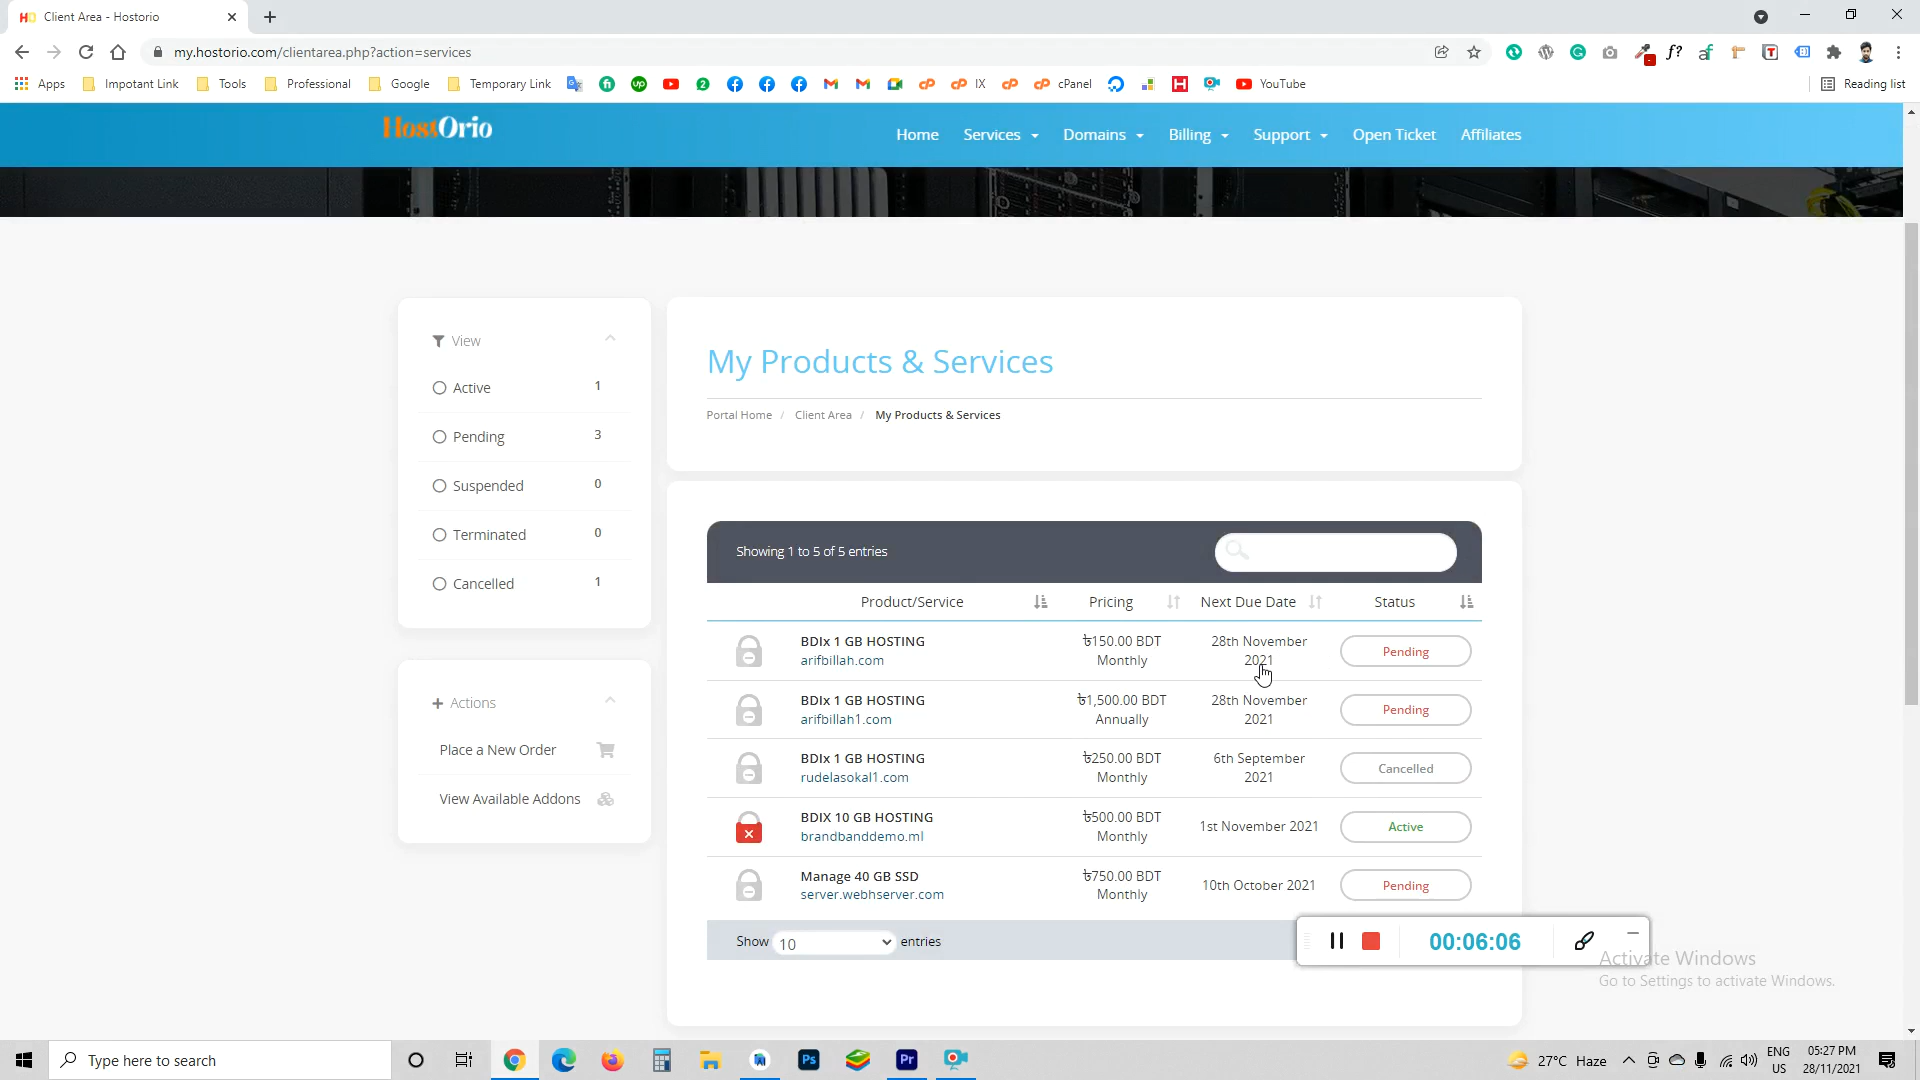 Client Area - Hostorio
my.hostorio.com/clientarea.php?action=services
Apps
Impotant Link
Tools
Professional
Google
Temporary Link
IX
cPanel
YouTube
Reading list
HostOrio
Home
Services
Domains
Billing
Support
Open Ticket
Affiliates
View
Active 1
Pending 3
Suspended 0
Terminated 0
Cancelled 1
Actions
Place a New Order
View Available Addons
My Products & Services
Portal Home / Client Area / My Products & Services
Showing 1 to 5 of 5 entries
Product/Service Pricing Next Due Date Status
BDIx 1 GB HOSTING
arifbillah.com
৳150.00 BDT
Monthly
28th November
2021
Pending
BDIx 1 GB HOSTING
arifbillah1.com
৳1,500.00 BDT
Annually
28th November
2021
Pending
BDIx 1 GB HOSTING
rudelasokal1.com
৳250.00 BDT
Monthly
6th September
2021
Cancelled
BDIX 10 GB HOSTING
brandbanddemo.ml
৳500.00 BDT
Monthly
1st November 2021
Active
Manage 40 GB SSD
server.webhserver.com
৳750.00 BDT
Monthly
10th October 2021
Pending
Show 10 entries
00:06:06
Activate Windows
Go to Settings to activate Windows.
Type here to search
27°C Haze
ENG
US
05:27 PM
28/11/2021